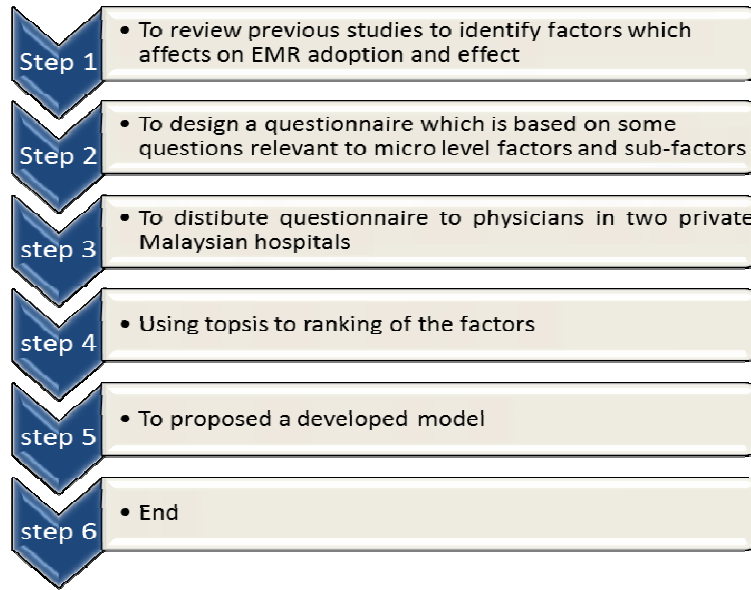 Step 1
• To review previous studies to identify factors which
affects on EMR adoption and effect
Step 2
• To design a questionnaire which is based on some
questions relevant to micro level factors and sub-factors
step 3
• To distibute questionnaire to physicians in two private
Malaysian hospitals
step 4
• Using topsis to ranking of the factors
step 5
• To proposed a developed model
step 6
• End